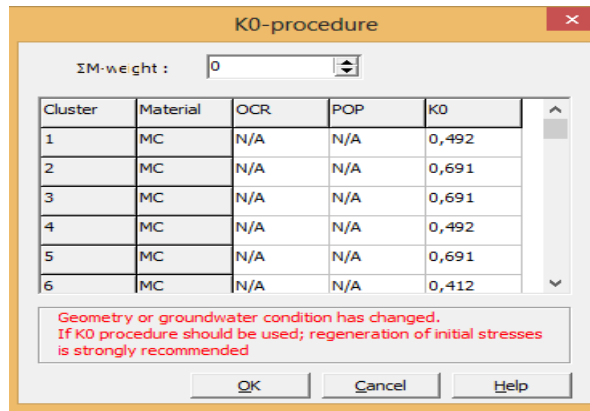 K0-procedure
ΣM-weight : 0
Cluster Material OCR POP K0
1 MC N/A N/A 0,492
2 MC N/A N/A 0,691
3 MC N/A N/A 0,691
4 MC N/A N/A 0,492
5 MC N/A N/A 0,691
6 MC N/A N/A 0,412
Geometry or groundwater condition has changed.
If K0 procedure should be used; regeneration of initial stresses
is strongly recommended
OK Cancel Help